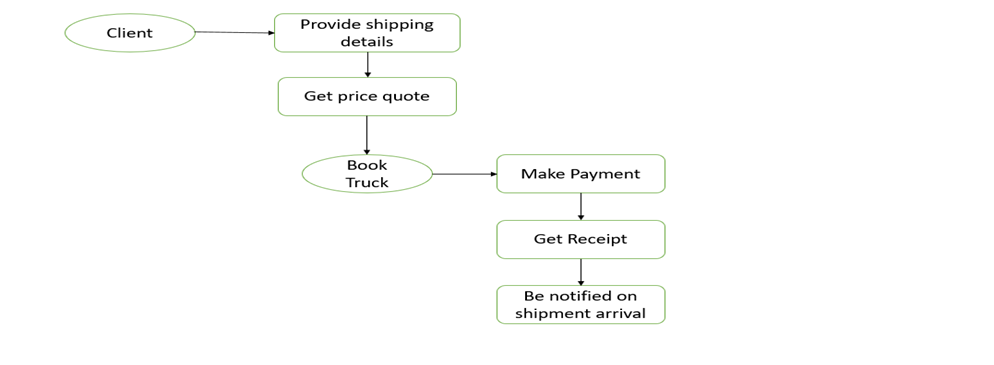 Client
Provide shipping
details
Get price quote
Book
Truck
Make Payment
Get Receipt
Be notified on
shipment arrival